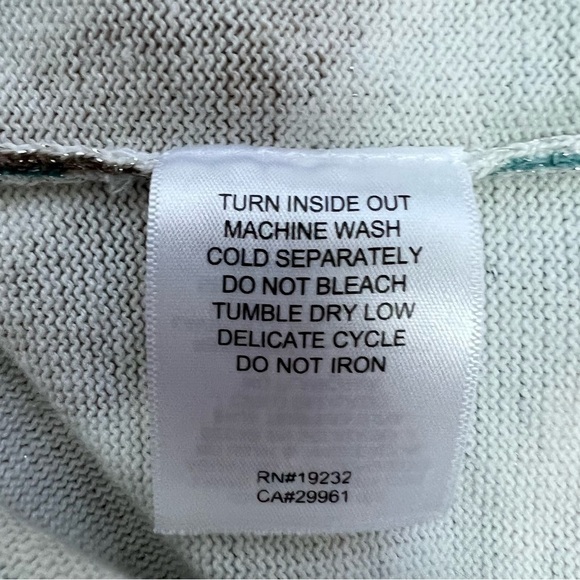 TURN INSIDE OUT
MACHINE WASH
COLD SEPARATELY
DO NOT BLEACH
TUMBLE DRY LOW
DELICATE CYCLE
DO NOT IRON
RN#19232
CA#29961